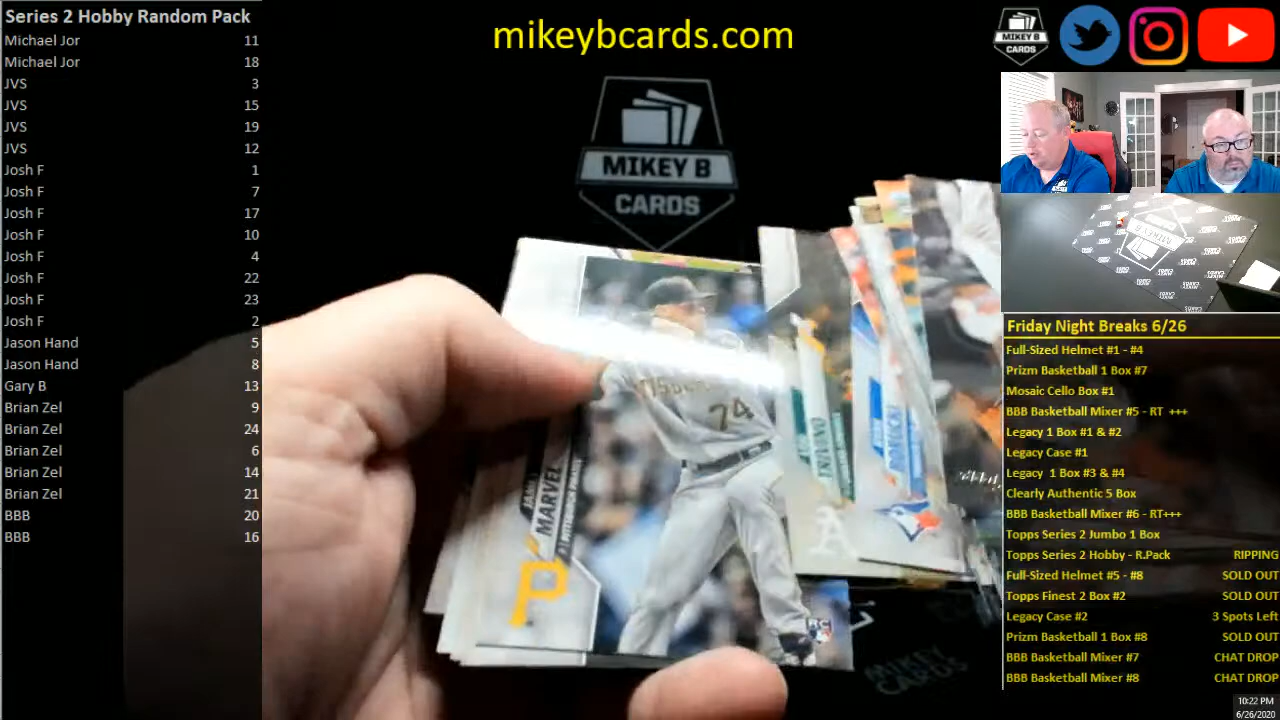 Series 2 Hobby Random Pack
Michael Jor 11
Michael Jor 18
JVS 3
JVS 15
JVS 19
JVS 12
Josh F 1
Josh F 7
Josh F 17
Josh F 10
Josh F 4
Josh F 22
Josh F 23
Josh F 2
Jason Hand 5
Jason Hand 8
Gary B 13
Brian Zel 9
Brian Zel 24
Brian Zel 6
Brian Zel 14
Brian Zel 21
BBB 20
BBB 16
mikeybcards.com
MIKEY B
CARDS
MIKEY B
CARDS
74
MARVEL
PITTSBURGH PIRATES
P
RC
A
MIKEY
CARDS
Friday Night Breaks 6/26
Full-Sized Helmet #1 - #4
Prizm Basketball 1 Box #7
Mosaic Cello Box #1
BBB Basketball Mixer #5 - RT +++
Legacy 1 Box #1 & #2
Legacy Case #1
Legacy 1 Box #3 & #4
Clearly Authentic 5 Box
BBB Basketball Mixer #6 - RT+++
Topps Series 2 Jumbo 1 Box
Topps Series 2 Hobby - R.Pack RIPPING
Full-Sized Helmet #5 - #8 SOLD OUT
Topps Finest 2 Box #2 SOLD OUT
Legacy Case #2 3 Spots Left
Prizm Basketball 1 Box #8 SOLD OUT
BBB Basketball Mixer #7 CHAT DROP
BBB Basketball Mixer #8 CHAT DROP
10:22 PM
6/26/2020